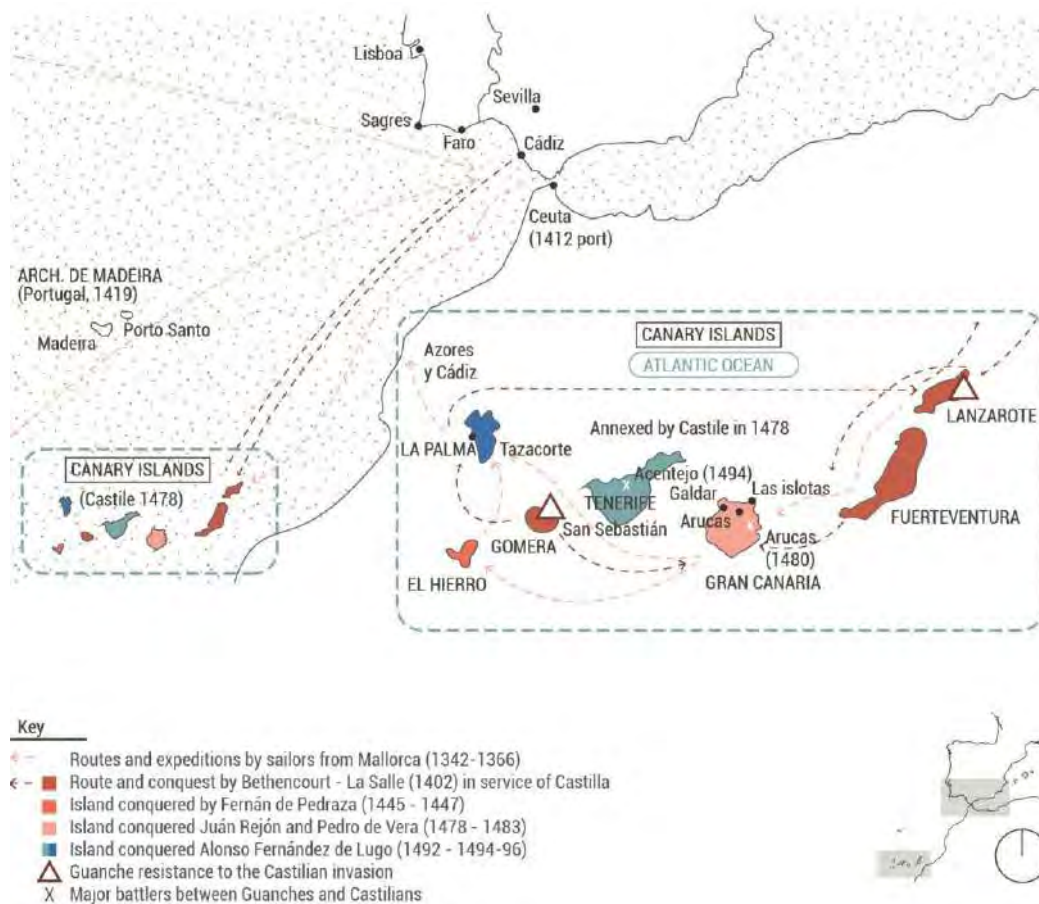 Lisboa
Sevilla
Sagres
Faro
Cádiz
Ceuta
(1412 port)
ARCH. DE MADEIRA
(Portugal, 1419)
Porto Santo
Madeira
CANARY ISLANDS
(Castile 1478)
CANARY ISLANDS
ATLANTIC OCEAN
Azores
y Cádiz
LANZAROTE
Annexed by Castile in 1478
LA PALMA
Tazacorte
Acentejo (1494)
X
TENERIFE
Galdar
Las islotas
Arucas
FUERTEVENTURA
San Sebastián
GOMERA
X
Arucas
(1480)
EL HIERRO
GRAN CANARIA
Key
Routes and expeditions by sailors from Mallorca (1342-1366)
Route and conquest by Bethencourt - La Salle (1402) in service of Castilla
Island conquered by Fernán de Pedraza (1445 - 1447)
Island conquered Juán Rejón and Pedro de Vera (1478 - 1483)
Island conquered Alonso Fernández de Lugo (1492 - 1494-96)
Guanche resistance to the Castilian invasion
X Major battlers between Guanches and Castilians